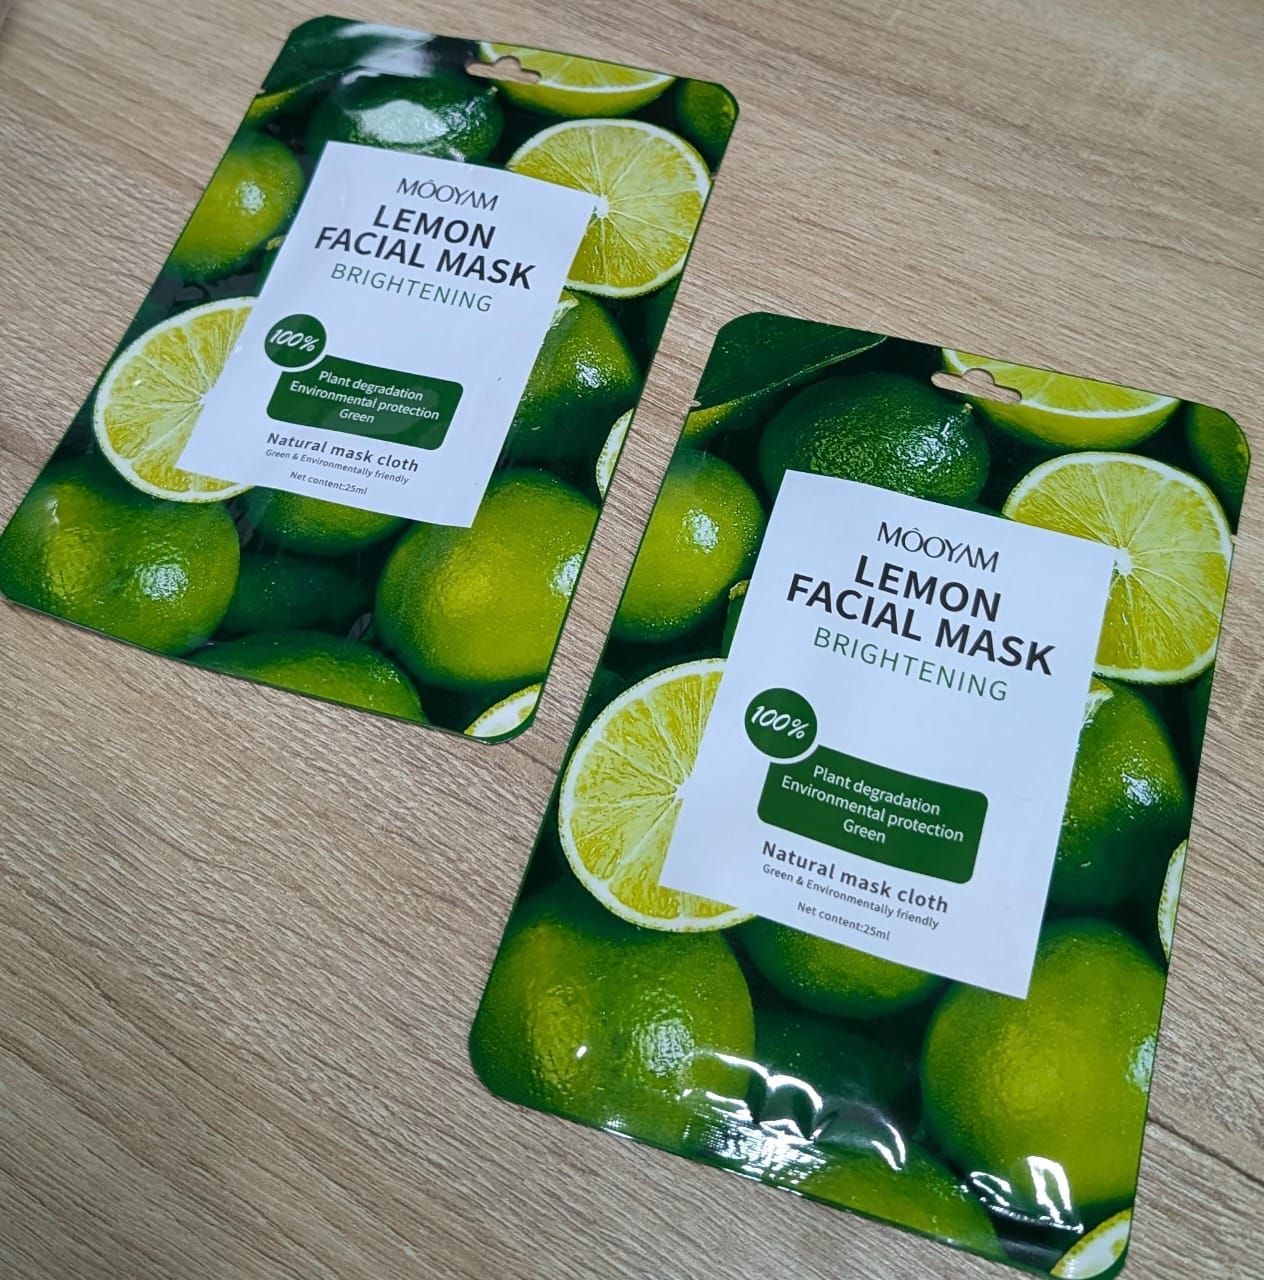 MÔOYAM
LEMON
FACIAL MASK
BRIGHTENING
100%
Plant degradation
Environmental protection
Green
Natural mask cloth
Green & Environmentally friendly
Net content:25ml
MÔOYAM
LEMON
FACIAL MASK
BRIGHTENING
100%
Plant degradation
Environmental protection
Green
Natural mask cloth
Green & Environmentally friendly
Net content:25ml